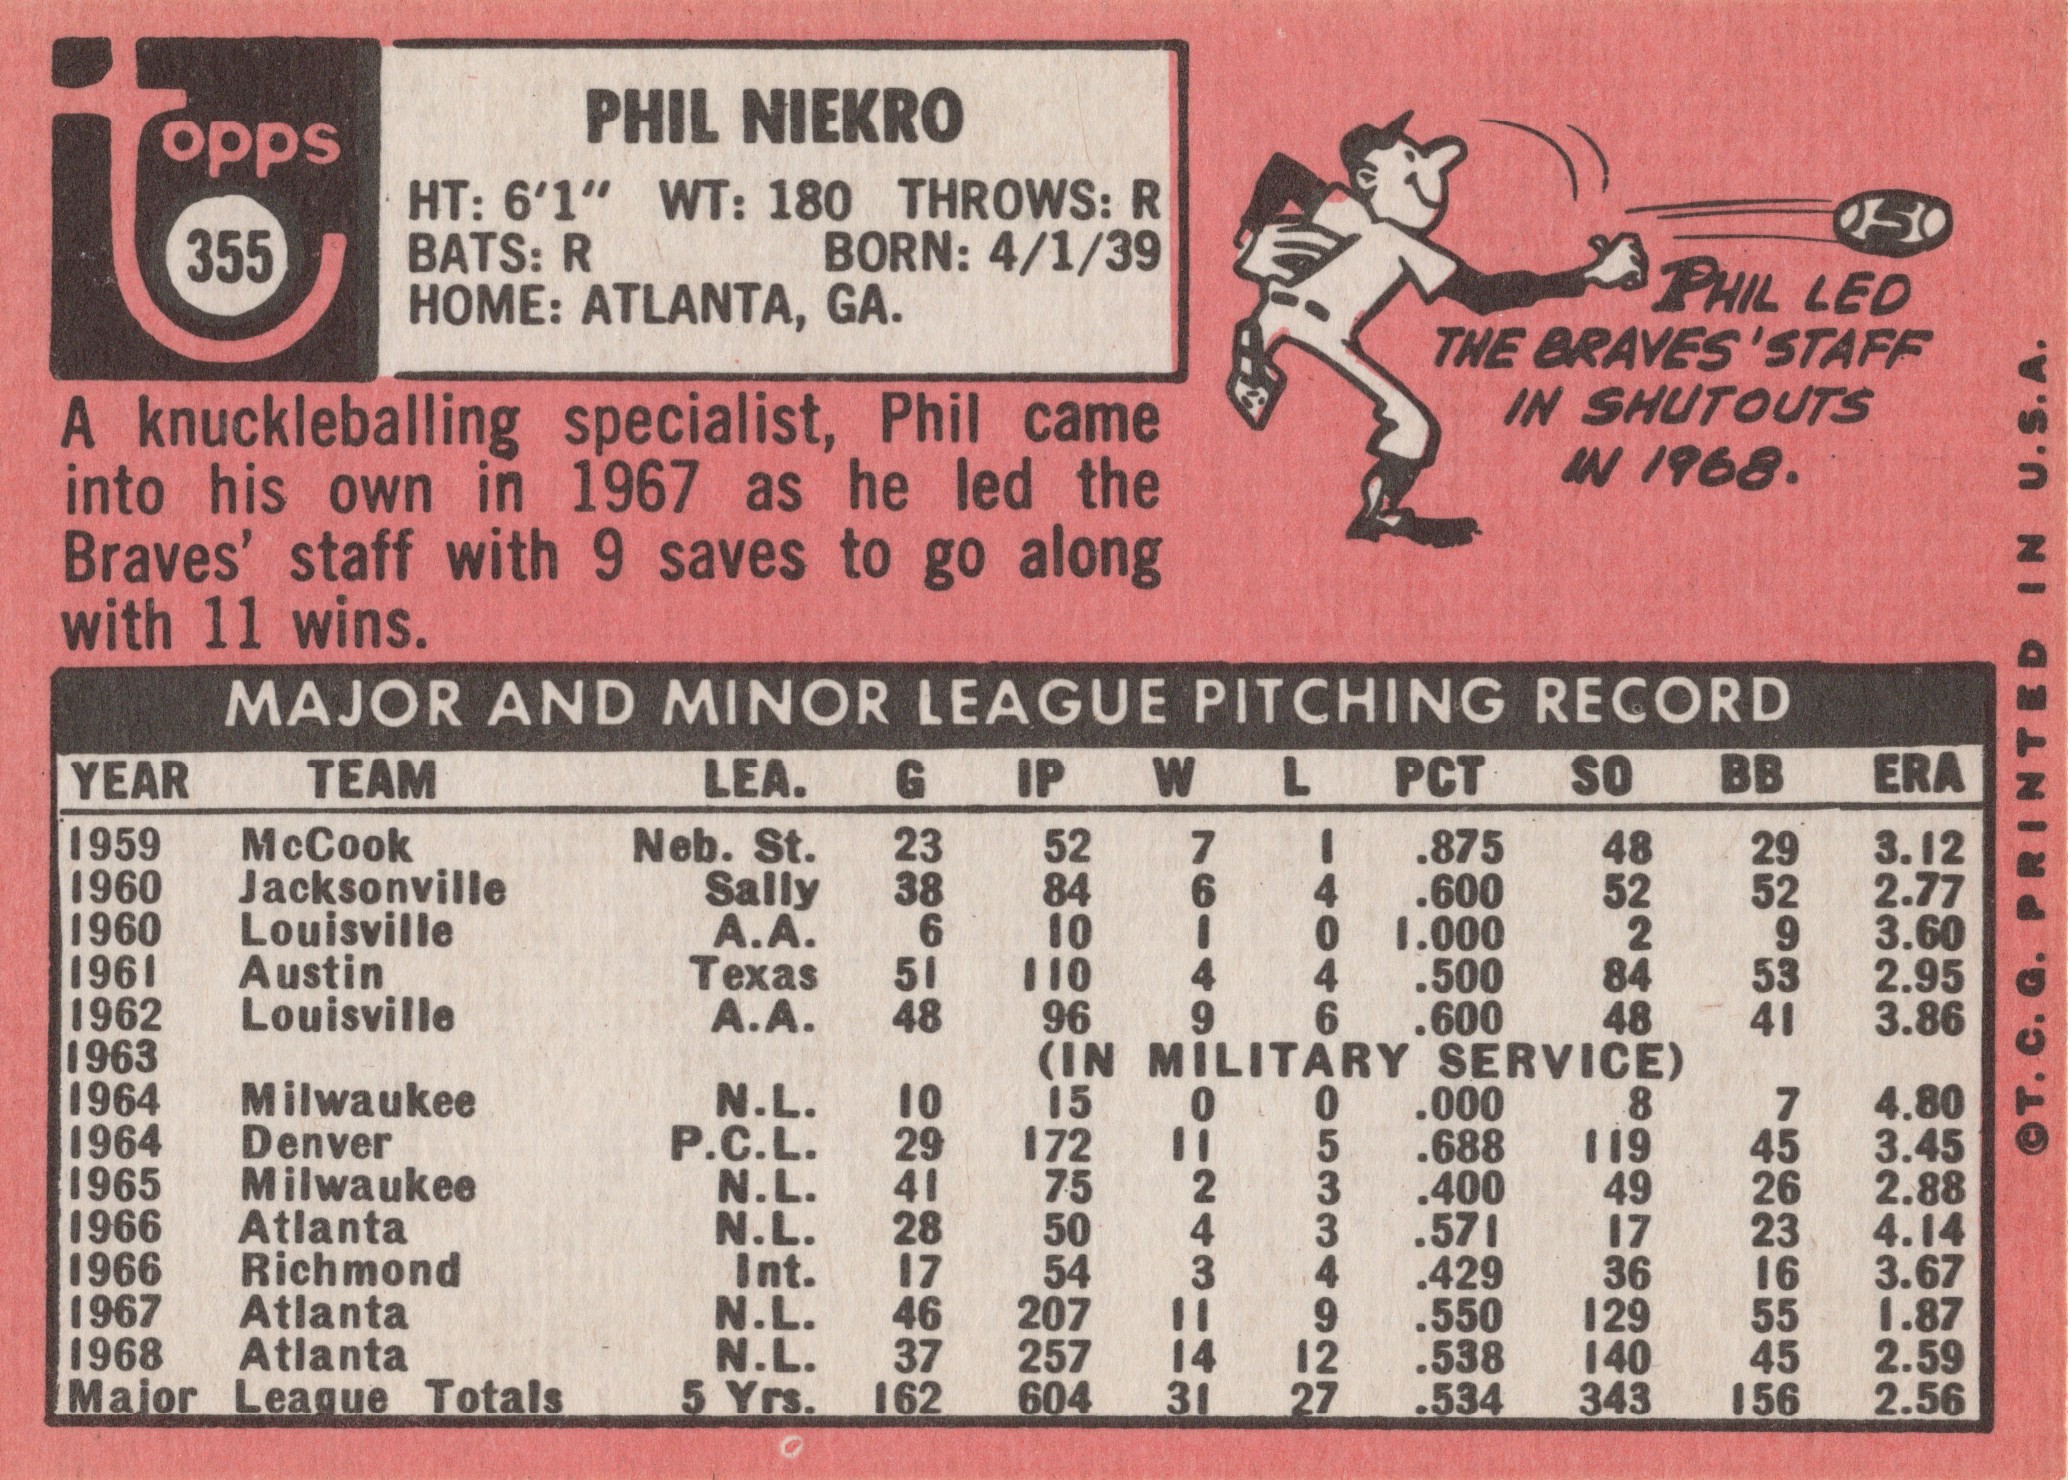 topps
355
PHIL NIEKRO
HT: 6'1" WT: 180 THROWS: R
BATS: R BORN: 4/1/39
HOME: ATLANTA, GA.
PHIL LED
THE BRAVES' STAFF
IN SHUTOUTS
IN 1968.
A knuckleballing specialist, Phil came
into his own in 1967 as he led the
Braves' staff with 9 saves to go along
with 11 wins.
MAJOR AND MINOR LEAGUE PITCHING RECORD
YEAR TEAM LEA. G IP W L PCT SO BB ERA
1959 McCook Neb. St. 23 52 7 1 .875 48 29 3.12
1960 Jacksonville Sally 38 84 6 4 .600 52 52 2.77
1960 Louisville A.A. 6 10 1 0 1.000 2 9 3.60
1961 Austin Texas 51 110 4 4 .500 84 53 2.95
1962 Louisville A.A. 48 96 9 6 .600 48 41 3.86
1963 (IN MILITARY SERVICE)
1964 Milwaukee N.L. 10 15 0 0 .000 8 7 4.80
1964 Denver P.C.L. 29 172 11 5 .688 119 45 3.45
1965 Milwaukee N.L. 41 75 2 3 .400 49 26 2.88
1966 Atlanta N.L. 28 50 4 3 .571 17 23 4.14
1966 Richmond Int. 17 54 3 4 .429 36 16 3.67
1967 Atlanta N.L. 46 207 11 9 .550 129 55 1.87
1968 Atlanta N.L. 37 257 14 12 .538 140 45 2.59
Major League Totals 5 Yrs. 162 604 31 27 .534 343 156 2.56
©T.C.G. PRINTED IN U.S.A.